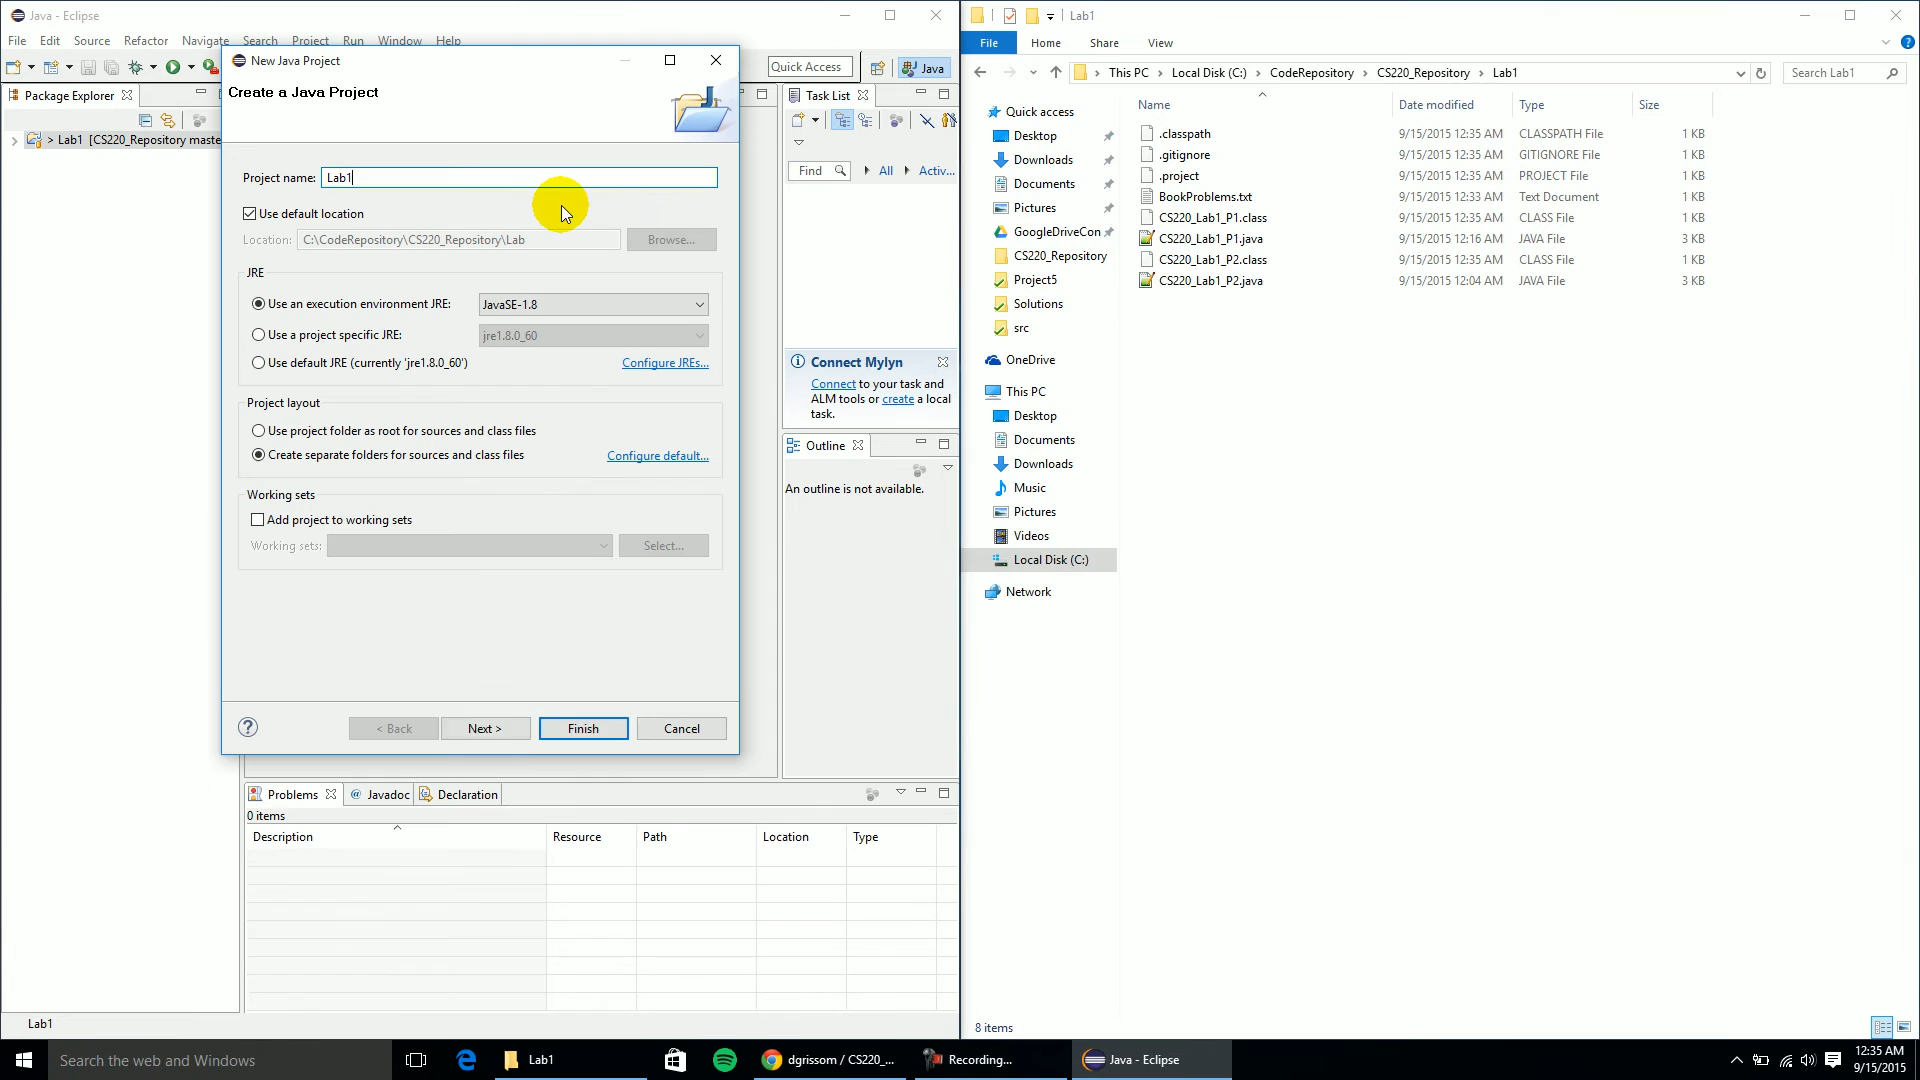 Java - Eclipse
File Edit Source Refactor Navigate Search Project Run Window Help
Quick Access
Java
Package Explorer
> Lab1 [CS220_Repository maste
New Java Project
Create a Java Project
Project name: Lab1
Use default location
Location: C:\CodeRepository\CS220_Repository\Lab
Browse...
JRE
Use an execution environment JRE: JavaSE-1.8
Use a project specific JRE: jre1.8.0_60
Use default JRE (currently 'jre1.8.0_60') Configure JREs...
Project layout
Use project folder as root for sources and class files
Create separate folders for sources and class files Configure default...
Working sets
Add project to working sets
Working sets: Select...
< Back Next > Finish Cancel
Task List
Find All Activ...
Connect Mylyn
Connect to your task and
ALM tools or create a local
task.
Outline
An outline is not available.
Problems Javadoc Declaration
0 items
Description Resource Path Location Type
Lab1
Lab1
File Home Share View
This PC Local Disk (C:) CodeRepository CS220_Repository Lab1
Search Lab1
Quick access
Desktop
Downloads
Documents
Pictures
GoogleDriveCon
CS220_Repository
Project5
Solutions
src
OneDrive
This PC
Desktop
Documents
Downloads
Music
Pictures
Videos
Local Disk (C:)
Network
Name Date modified Type Size
.classpath 9/15/2015 12:35 AM CLASSPATH File 1 KB
.gitignore 9/15/2015 12:35 AM GITIGNORE File 1 KB
.project 9/15/2015 12:35 AM PROJECT File 1 KB
BookProblems.txt 9/15/2015 12:33 AM Text Document 1 KB
CS220_Lab1_P1.class 9/15/2015 12:35 AM CLASS File 1 KB
CS220_Lab1_P1.java 9/15/2015 12:16 AM JAVA File 3 KB
CS220_Lab1_P2.class 9/15/2015 12:35 AM CLASS File 1 KB
CS220_Lab1_P2.java 9/15/2015 12:04 AM JAVA File 3 KB
8 items
Search the web and Windows
Lab1
dgrissom / CS220_...
Recording...
Java - Eclipse
12:35 AM
9/15/2015